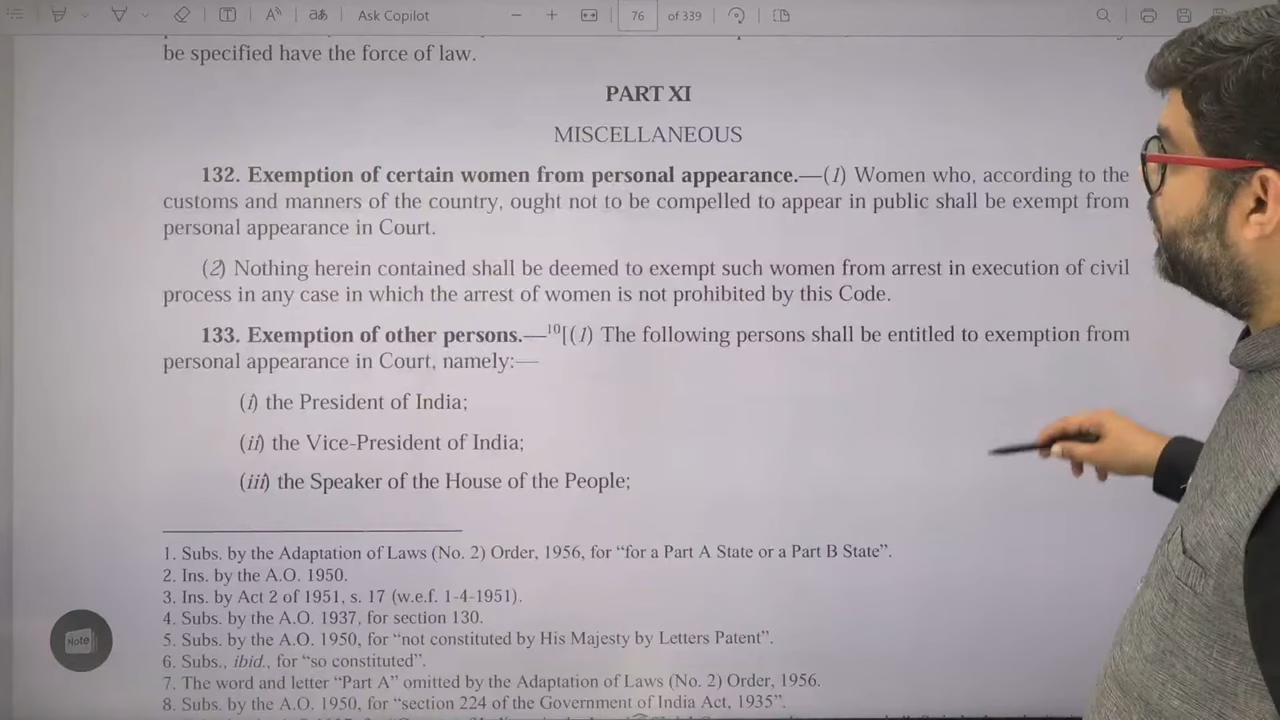 Ask Copilot
76 of 339
be specified have the force of law.
PART XI
MISCELLANEOUS
132. Exemption of certain women from personal appearance.—(1) Women who, according to the
customs and manners of the country, ought not to be compelled to appear in public shall be exempt from
personal appearance in Court.
(2) Nothing herein contained shall be deemed to exempt such women from arrest in execution of civil
process in any case in which the arrest of women is not prohibited by this Code.
133. Exemption of other persons.—10[(1) The following persons shall be entitled to exemption from
personal appearance in Court, namely:—
(i) the President of India;
(ii) the Vice-President of India;
(iii) the Speaker of the House of the People;
1. Subs. by the Adaptation of Laws (No. 2) Order, 1956, for “for a Part A State or a Part B State”.
2. Ins. by the A.O. 1950.
3. Ins. by Act 2 of 1951, s. 17 (w.e.f. 1-4-1951).
4. Subs. by the A.O. 1937, for section 130.
5. Subs. by the A.O. 1950, for “not constituted by His Majesty by Letters Patent”.
6. Subs., ibid., for “so constituted”.
7. The word and letter “Part A” omitted by the Adaptation of Laws (No. 2) Order, 1956.
8. Subs. by the A.O. 1950, for “section 224 of the Government of India Act, 1935”.
Note